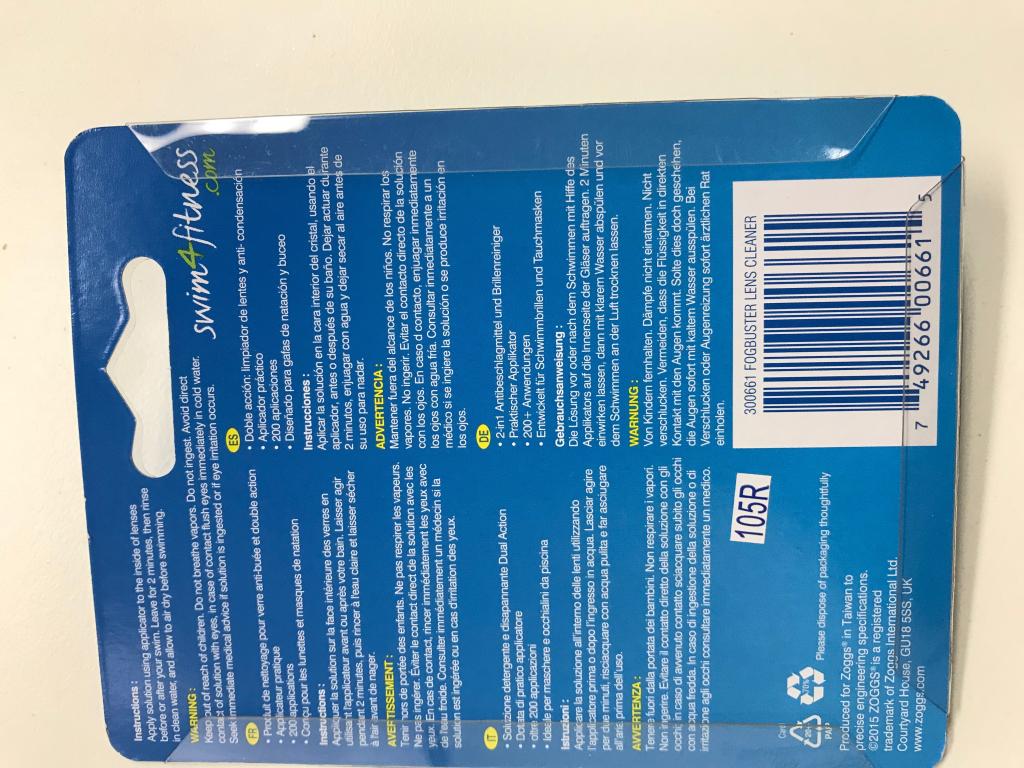 swim4fitness
.com
Instructions :
Apply solution using applicator to the inside of lenses
before or after your swim. Leave for 2 minutes, then rinse
in clean water, and allow to air dry before swimming.
WARNING :
Keep out of reach of children. Do not breathe vapors. Do not ingest. Avoid direct
contact of solution with eyes, in case of contact flush eyes immediately in cold water.
Seek immediate medical advice if solution is ingested or if eye irritation occurs.
FR
• Produit de nettoyage pour verre anti-buée et double action
• Applicateur pratique
• 200 applications
• Conçu pour les lunettes et masques de natation
Instructions :
Appliquer la solution sur la face intérieure des verres en
utilisant l'applicateur avant ou après votre bain. Laisser agir
pendant 2 minutes, puis rincer à l'eau claire et laisser sécher
à l'air avant de nager.
AVERTISSEMENT :
Tenir hors de portée des enfants. Ne pas respirer les vapeurs.
Ne pas ingérer. Éviter le contact direct de la solution avec les
yeux. En cas de contact, rincer immédiatement les yeux avec
de l'eau froide. Consulter immédiatement un médecin si la
solution est ingérée ou en cas d'irritation des yeux.
IT
• Soluzione detergente e disappannante Dual Action
• Dotata di pratico applicatore
• oltre 200 applicazioni
• Ideale per maschere e occhialini da piscina
Istruzioni :
Applicare la soluzione all'interno delle lenti utilizzando
l'applicatore prima o dopo l'ingresso in acqua. Lasciar agire
per due minuti, risciacquare con acqua pulita e far asciugare
all'aria, prima dell'uso.
AVVERTENZA :
Tenere fuori dalla portata dei bambini. Non respirare i vapori.
Non ingerire. Evitare il contatto diretto della soluzione con gli
occhi: in caso di avvenuto contatto sciacquare subito gli occhi
con acqua fredda. In caso di ingestione della soluzione o di
irritazione agli occhi consultare immediatamente un medico.
ES
• Doble acción: limpiador de lentes y anti- condensación
• Aplicador práctico
• 200 aplicaciones
• Diseñado para gafas de natación y buceo
Instrucciones :
Aplicar la solución en la cara interior del cristal, usando el
aplicador, antes o después de su baño. Dejar actuar durante
2 minutos, enjuagar con agua y dejar secar al aire antes de
su uso para nadar.
ADVERTENCIA :
Mantener fuera del alcance de los niños. No respirar los
vapores. No ingerir. Evitar el contacto directo de la solución
con los ojos. En caso d contacto, enjuagar inmediatamente
los ojos con agua fría. Consultar immediatamente a un
médico si se ingiere la solución o se produce irritación en
los ojos.
DE
• 2-in1 Antibeschlagmittel und Brillenreiniger
• Praktischer Applikator
• 200+ Anwendungen
• Entwickelt für Schwimmbrillen und Tauchmasken
Gebrauchsanweisung :
Die Lösung vor oder nach dem Schwimmen mit Hilfe des
Applikators auf die Innenseite der Gläser auftragen. 2 Minuten
einwirken lassen, dann mit klarem Wasser abspülen und vor
dem Schwimmen an der Luft trocknen lassen.
WARNUNG :
Von Kindern fernhalten. Dämpfe nicht einatmen. Nicht
verschlucken. Vermeiden, dass die Flüssigkeit in direkten
Kontakt mit den Augen kommt. Sollte dies doch geschehen,
die Augen sofort mit kaltem Wasser ausspülen. Bei
Verschlucken oder Augenreizung sofort ärztlichen Rat
einholen.
105R
300661 FOGBUSTER LENS CLEANER
7 49266 00661 5
Card
PAP
Please dispose of packaging thoughtfully
Produced for Zoggs® in Taiwan to
precise engineering specifications.
©2015 ZOGGS® is a registered
trademark of Zoggs International Ltd.
Courtyard House, GU18 5SS, UK
www.zoggs.com